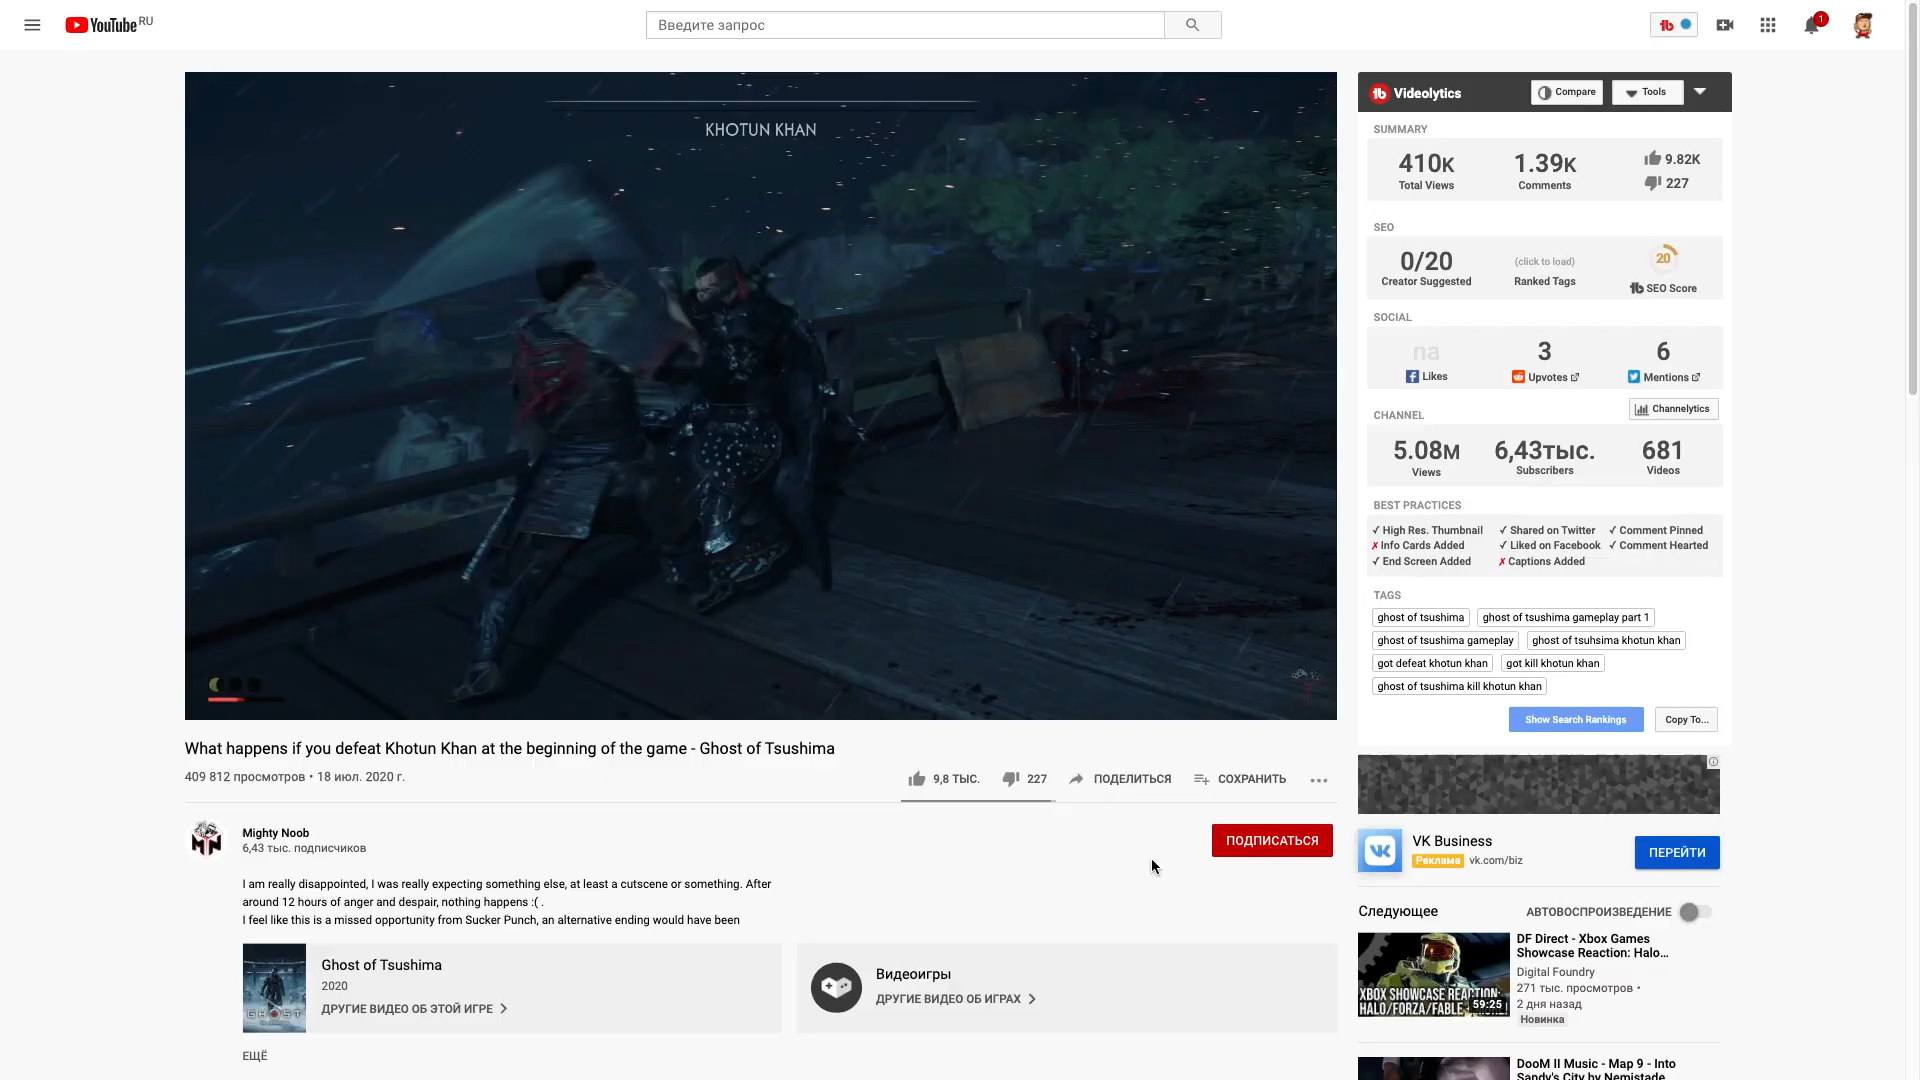 YouTube RU
Введите запрос
1
KHOTUN KHAN
What happens if you defeat Khotun Khan at the beginning of the game - Ghost of Tsushima
409 812 просмотров • 18 июл. 2020 г.
9,8 ТЫС.
227
ПОДЕЛИТЬСЯ
СОХРАНИТЬ
Mighty Noob
6,43 тыс. подписчиков
ПОДПИСАТЬСЯ
I am really disappointed, I was really expecting something else, at least a cutscene or something. After
around 12 hours of anger and despair, nothing happens :( .
I feel like this is a missed opportunity from Sucker Punch, an alternative ending would have been
GHOST
Ghost of Tsushima
2020
ДРУГИЕ ВИДЕО ОБ ЭТОЙ ИГРЕ
Видеоигры
ДРУГИЕ ВИДЕО ОБ ИГРАХ
ЕЩЁ
Videolytics
Compare
Tools
SUMMARY
410K
Total Views
1.39K
Comments
9.82K
227
SEO
0/20
Creator Suggested
(click to load)
Ranked Tags
20
SEO Score
SOCIAL
na
Likes
3
Upvotes
6
Mentions
CHANNEL
Channelytics
5.08M
Views
6,43тыс.
Subscribers
681
Videos
BEST PRACTICES
✓ High Res. Thumbnail ✓ Shared on Twitter ✓ Comment Pinned
✗ Info Cards Added ✓ Liked on Facebook ✓ Comment Hearted
✓ End Screen Added ✗ Captions Added
TAGS
ghost of tsushima ghost of tsushima gameplay part 1
ghost of tsushima gameplay ghost of tsuhsima khotun khan
got defeat khotun khan got kill khotun khan
ghost of tsushima kill khotun khan
Show Search Rankings Copy To...
VK Business
Реклама vk.com/biz
ПЕРЕЙТИ
Следующее
АВТОВОСПРОИЗВЕДЕНИЕ
XBOX SHOWCASE REACTION:
HALO/FORZA/FABLE
59:25
DF Direct - Xbox Games
Showcase Reaction: Halo...
Digital Foundry
271 тыс. просмотров •
2 дня назад
Новинка
DooM II Music - Map 9 - Into
Sandy's City by Nemistade